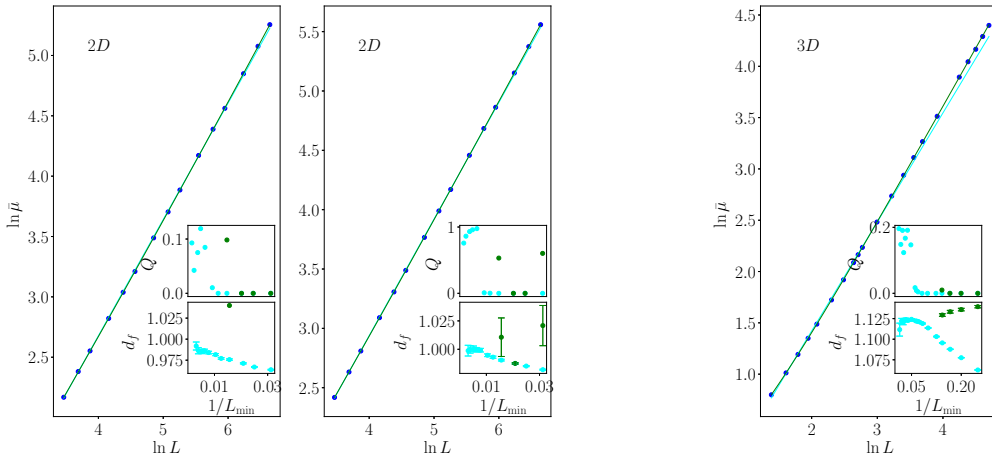 2D
ln μ̄
5.0
4.5
4.0
3.5
3.0
2.5
4
5
6
ln L
Q
0.1
0.0
d_f
1.025
1.000
0.975
0.01
0.03
1/L_min
2D
5.5
5.0
4.5
4.0
3.5
3.0
2.5
4
5
6
ln L
Q
1
0
d_f
1.025
1.000
0.01
0.03
1/L_min
3D
ln μ̄
4.5
4.0
3.5
3.0
2.5
2.0
1.5
1.0
2
3
4
ln L
Q
0.2
0.0
d_f
1.125
1.100
1.075
0.05
0.20
1/L_min